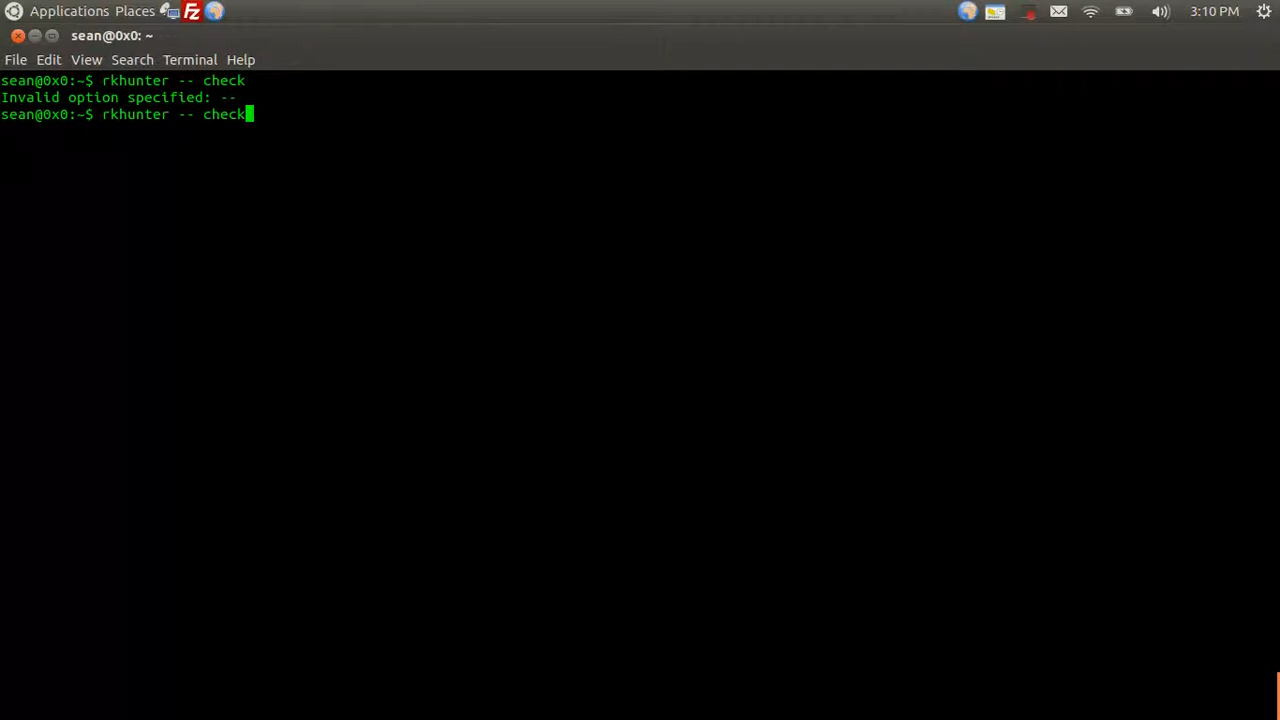 Applications Places Fz 3:10 PM
sean@0x0: ~
File Edit View Search Terminal Help
sean@0x0:~$ rkhunter -- check
Invalid option specified: --
sean@0x0:~$ rkhunter -- check